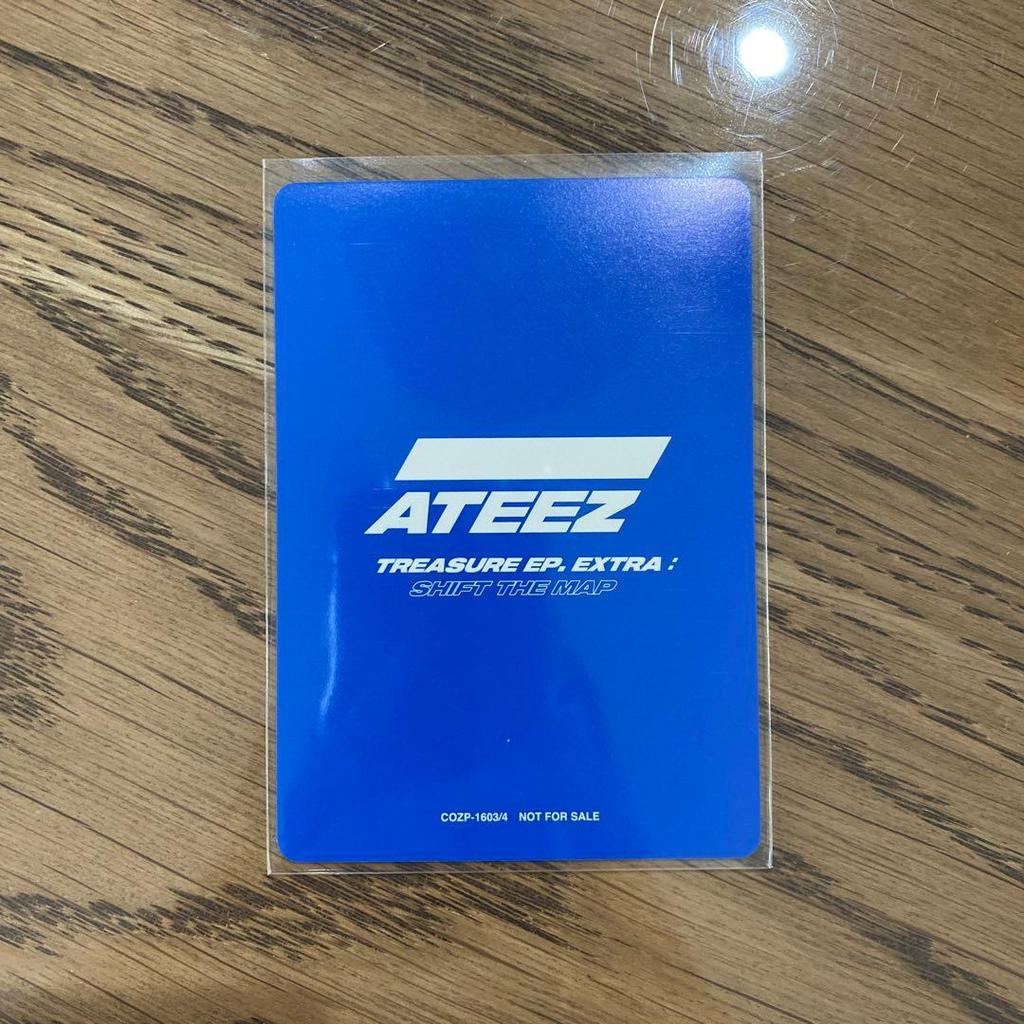 ATEEZ
TREASURE EP. EXTRA :
SHIFT THE MAP
COZP-1603/4 NOT FOR SALE